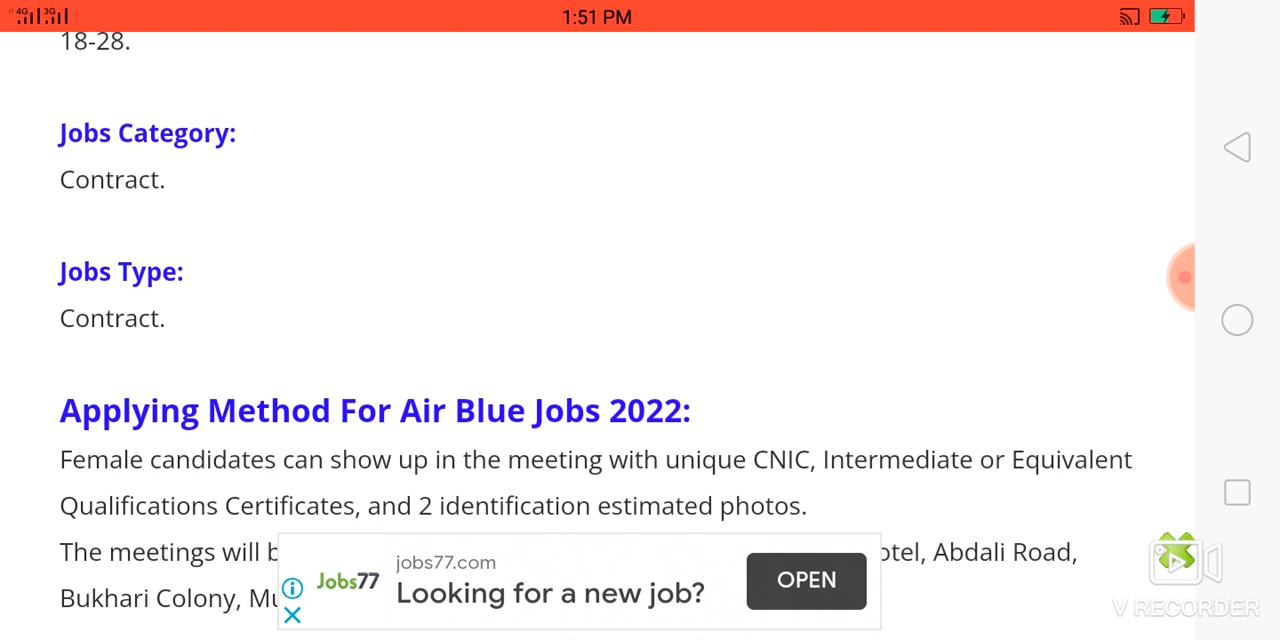 4G 3G 1:51 PM
18-28.
Jobs Category:
Contract.
Jobs Type:
Contract.
Applying Method For Air Blue Jobs 2022:
Female candidates can show up in the meeting with unique CNIC, Intermediate or Equivalent
Qualifications Certificates, and 2 identification estimated photos.
The meetings will Abdali Road,
Bukhari Colony,
Jobs77
jobs77.com
Looking for a new job?
OPEN
V RECORDER